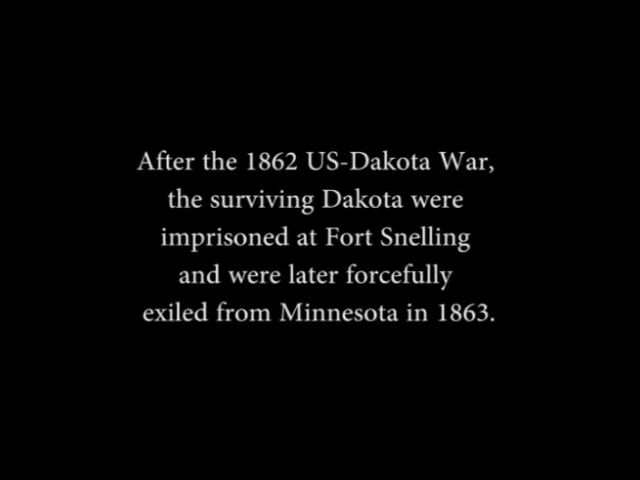 After the 1862 US-Dakota War,
the surviving Dakota were
imprisoned at Fort Snelling
and were later forcefully
exiled from Minnesota in 1863.